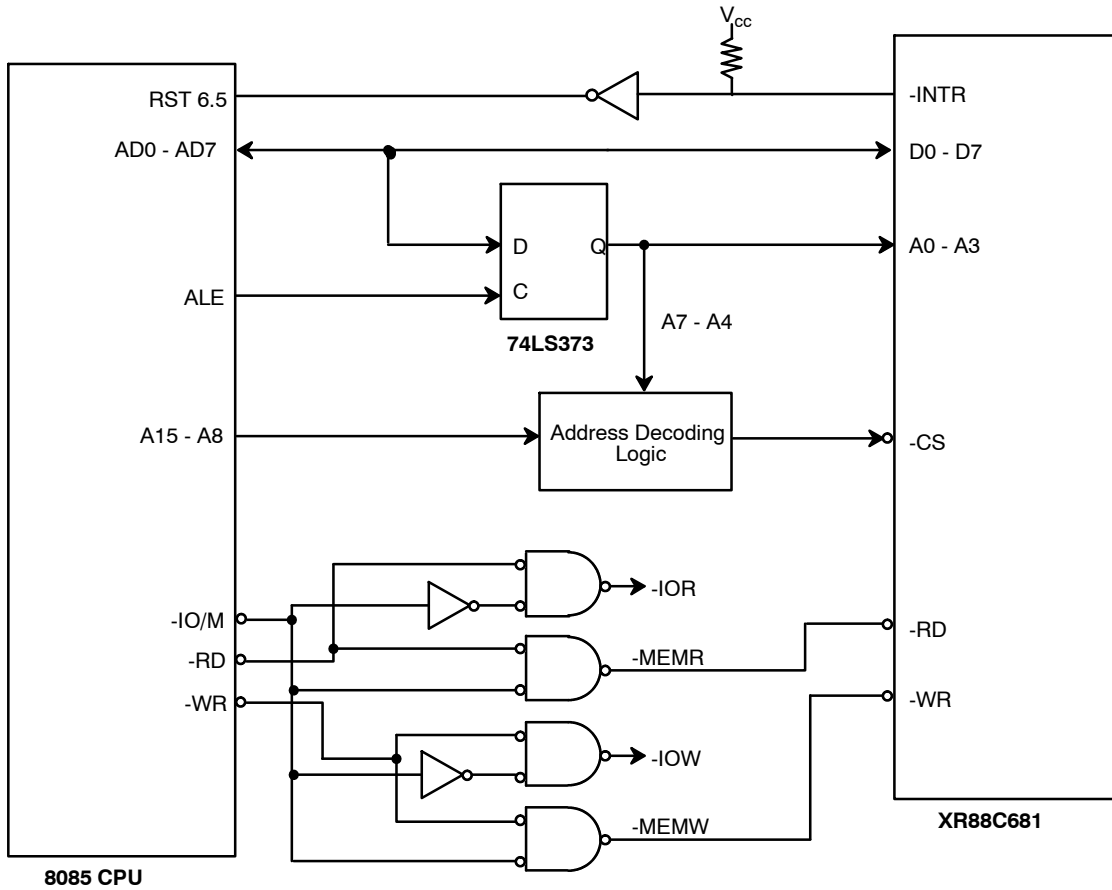 Vcc
RST 6.5
-INTR
AD0 - AD7
D0 - D7
D
Q
A0 - A3
ALE
C
A7 - A4
74LS373
A15 - A8
Address Decoding
Logic
-CS
-IOR
-IO/M
-RD
-RD
-MEMR
-WR
-WR
-IOW
-MEMW
XR88C681
8085 CPU